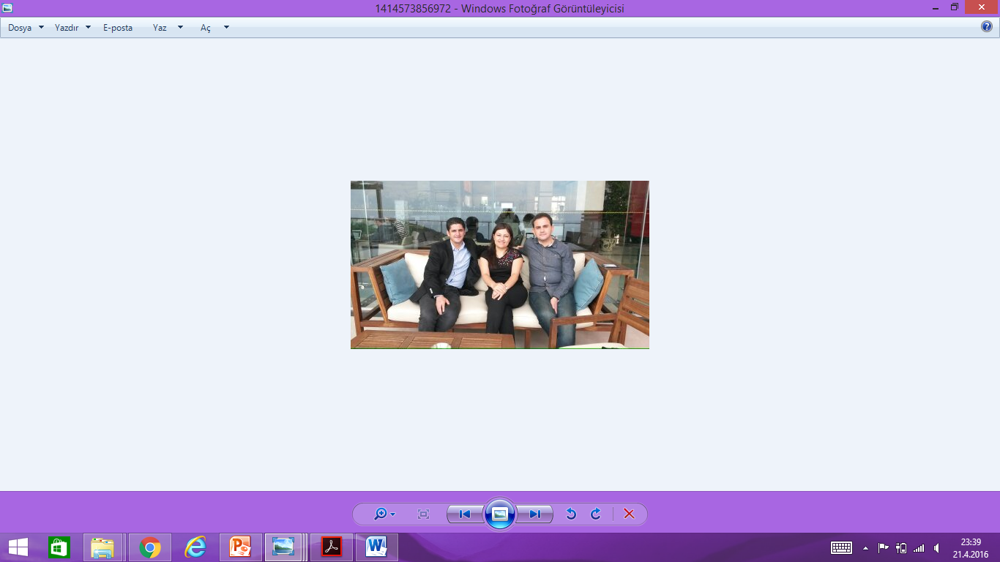 1414573856972 - Windows Fotoğraf Görüntüleyicisi
Dosya Yazdır E-posta Yaz Aç
23:39
21.4.2016